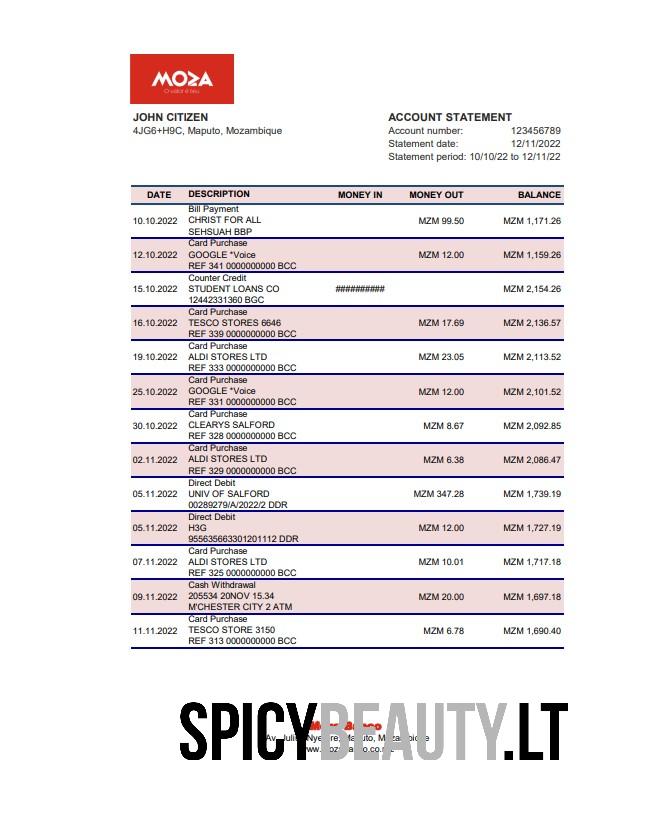 MOZA
O valor é teu
JOHN CITIZEN
4JG6+H9C, Maputo, Mozambique
ACCOUNT STATEMENT
Account number: 123456789
Statement date: 12/11/2022
Statement period: 10/10/22 to 12/11/22
DATE DESCRIPTION MONEY IN MONEY OUT BALANCE
Bill Payment
10.10.2022 CHRIST FOR ALL MZM 99.50 MZM 1,171.26
SEHSUAH BBP
Card Purchase
12.10.2022 GOOGLE *Voice MZM 12.00 MZM 1,159.26
REF 341 0000000000 BCC
Counter Credit
15.10.2022 STUDENT LOANS CO ########## MZM 2,154.26
12442331360 BGC
Card Purchase
16.10.2022 TESCO STORES 6646 MZM 17.69 MZM 2,136.57
REF 339 0000000000 BCC
Card Purchase
19.10.2022 ALDI STORES LTD MZM 23.05 MZM 2,113.52
REF 333 0000000000 BCC
Card Purchase
25.10.2022 GOOGLE *Voice MZM 12.00 MZM 2,101.52
REF 331 0000000000 BCC
Card Purchase
30.10.2022 CLEARYS SALFORD MZM 8.67 MZM 2,092.85
REF 328 0000000000 BCC
Card Purchase
02.11.2022 ALDI STORES LTD MZM 6.38 MZM 2,086.47
REF 329 0000000000 BCC
Direct Debit
05.11.2022 UNIV OF SALFORD MZM 347.28 MZM 1,739.19
00289279/A/2022/2 DDR
Direct Debit
05.11.2022 H3G MZM 12.00 MZM 1,727.19
955635663301201112 DDR
Card Purchase
07.11.2022 ALDI STORES LTD MZM 10.01 MZM 1,717.18
REF 325 0000000000 BCC
Cash Withdrawal
09.11.2022 205534 20NOV 15.34 MZM 20.00 MZM 1,697.18
M'CHESTER CITY 2 ATM
Card Purchase
11.11.2022 TESCO STORE 3150 MZM 6.78 MZM 1,690.40
REF 313 0000000000 BCC
SPICYBEAUTY.LT
Av. Maputo, Mozambique